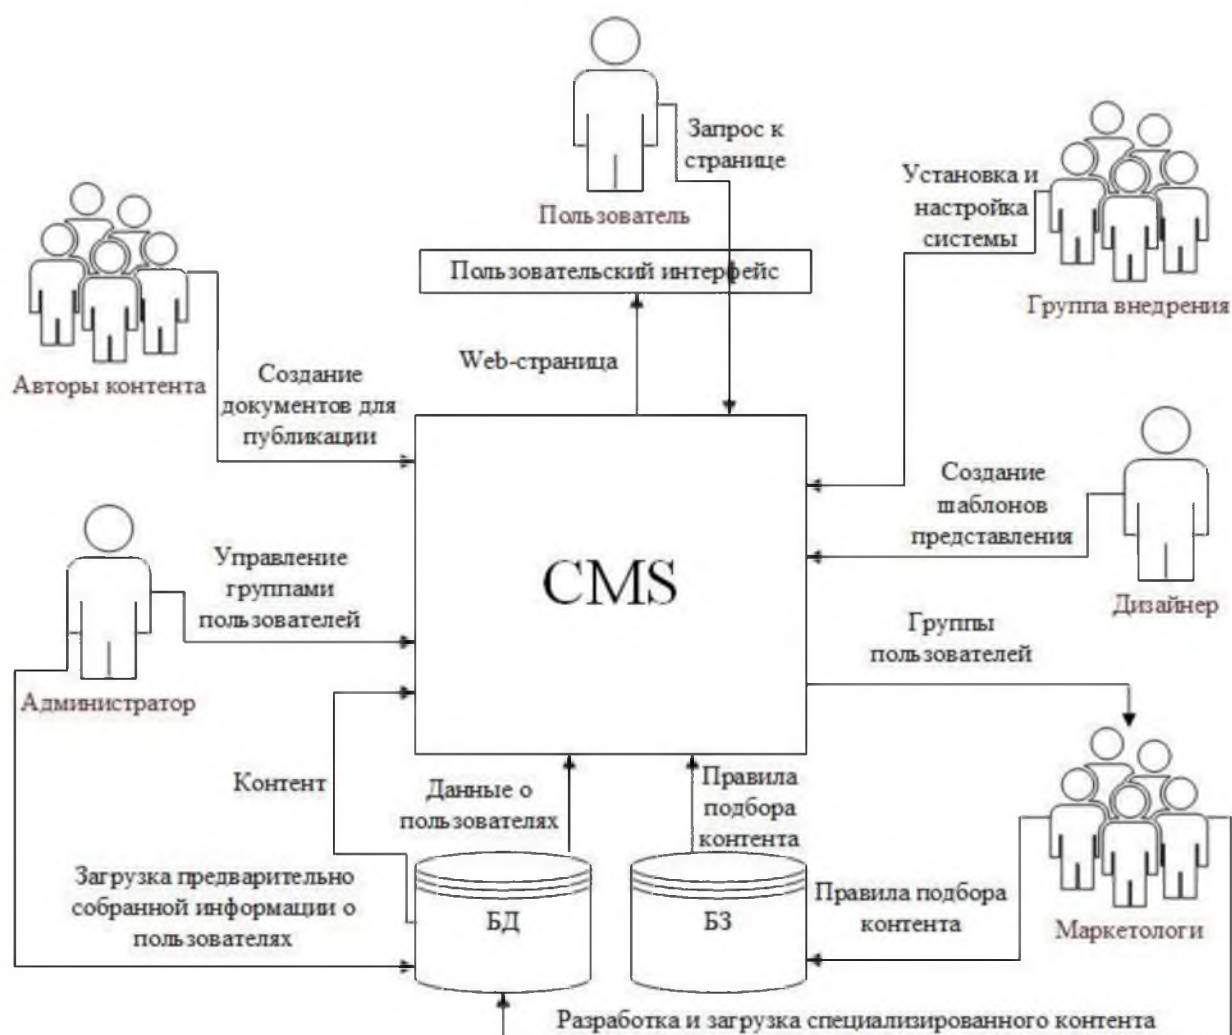 Запрос к
странице
Пользователь
Установка и
настройка
системы
Группа внедрения
Пользовательский интерфейс
Web-страница
Авторы контента
Создание
документов для
публикации
Создание
шаблонов
представления
Дизайнер
CMS
Управление
группами
пользователей
Администратор
Группы
пользователей
Контент
Данные о
пользователях
Правила
подбора
контента
Загрузка предварительно
собранной информации о
пользователях
БД
БЗ
Правила подбора
контента
Маркетологи
Разработка и загрузка специализированного контента